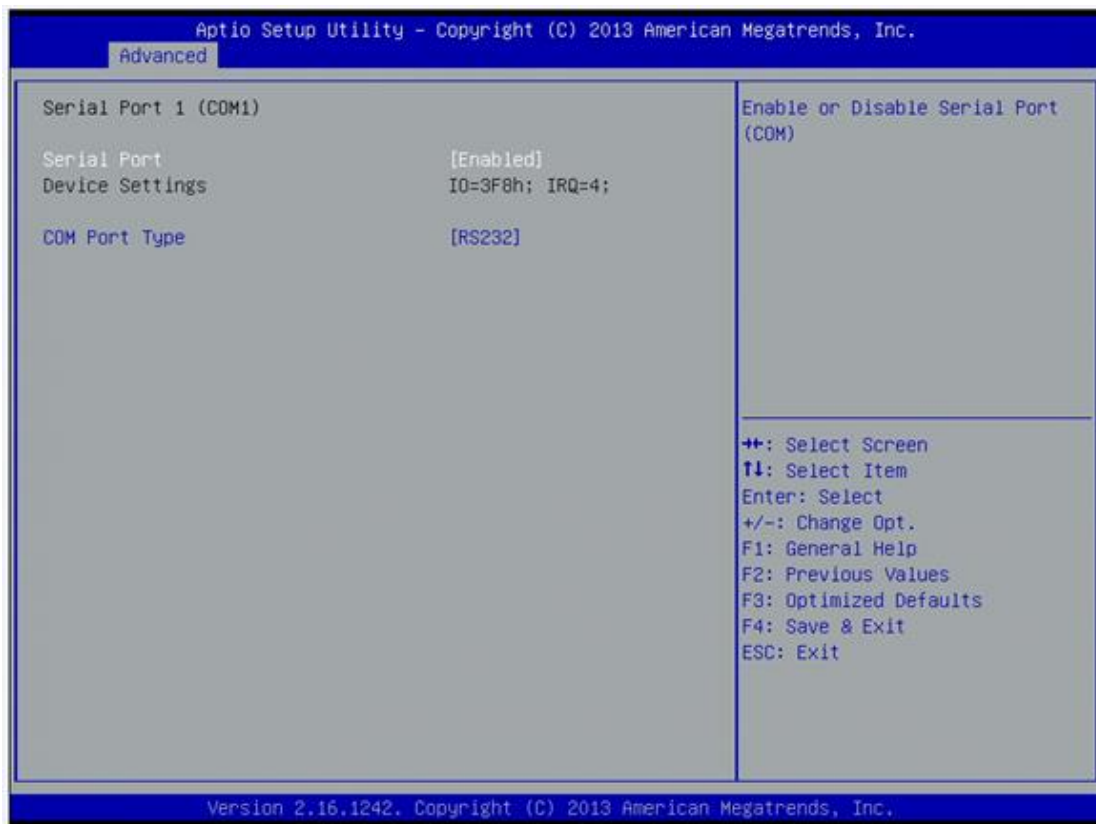 Aptio Setup Utility – Copyright (C) 2013 American Megatrends, Inc.
Advanced
Serial Port 1 (COM1)
Serial Port [Enabled]
Device Settings IO=3F8h; IRQ=4;
COM Port Type [RS232]
Enable or Disable Serial Port
(COM)
→←: Select Screen
↑↓: Select Item
Enter: Select
+/-: Change Opt.
F1: General Help
F2: Previous Values
F3: Optimized Defaults
F4: Save & Exit
ESC: Exit
Version 2.16.1242. Copyright (C) 2013 American Megatrends, Inc.